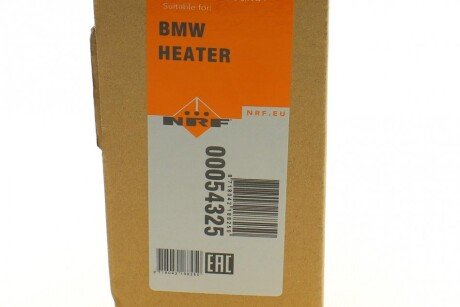 Suitable for:
BMW
HEATER
NRF
NRF.EU
00054325
EAC